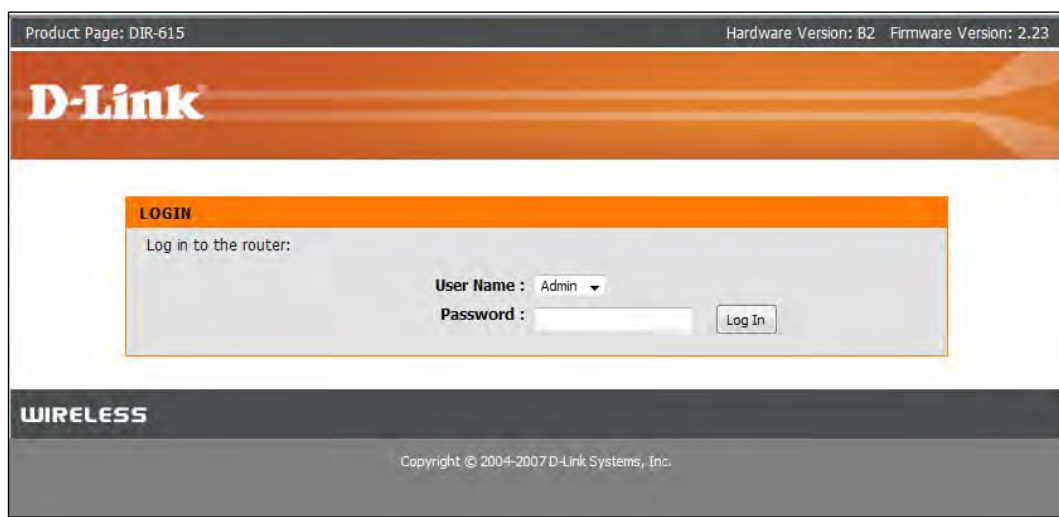 Product Page: DIR-615 Hardware Version: B2 Firmware Version: 2.23
D-Link
LOGIN
Log in to the router:
User Name : Admin
Password :
Log In
WIRELESS
Copyright © 2004-2007 D-Link Systems, Inc.